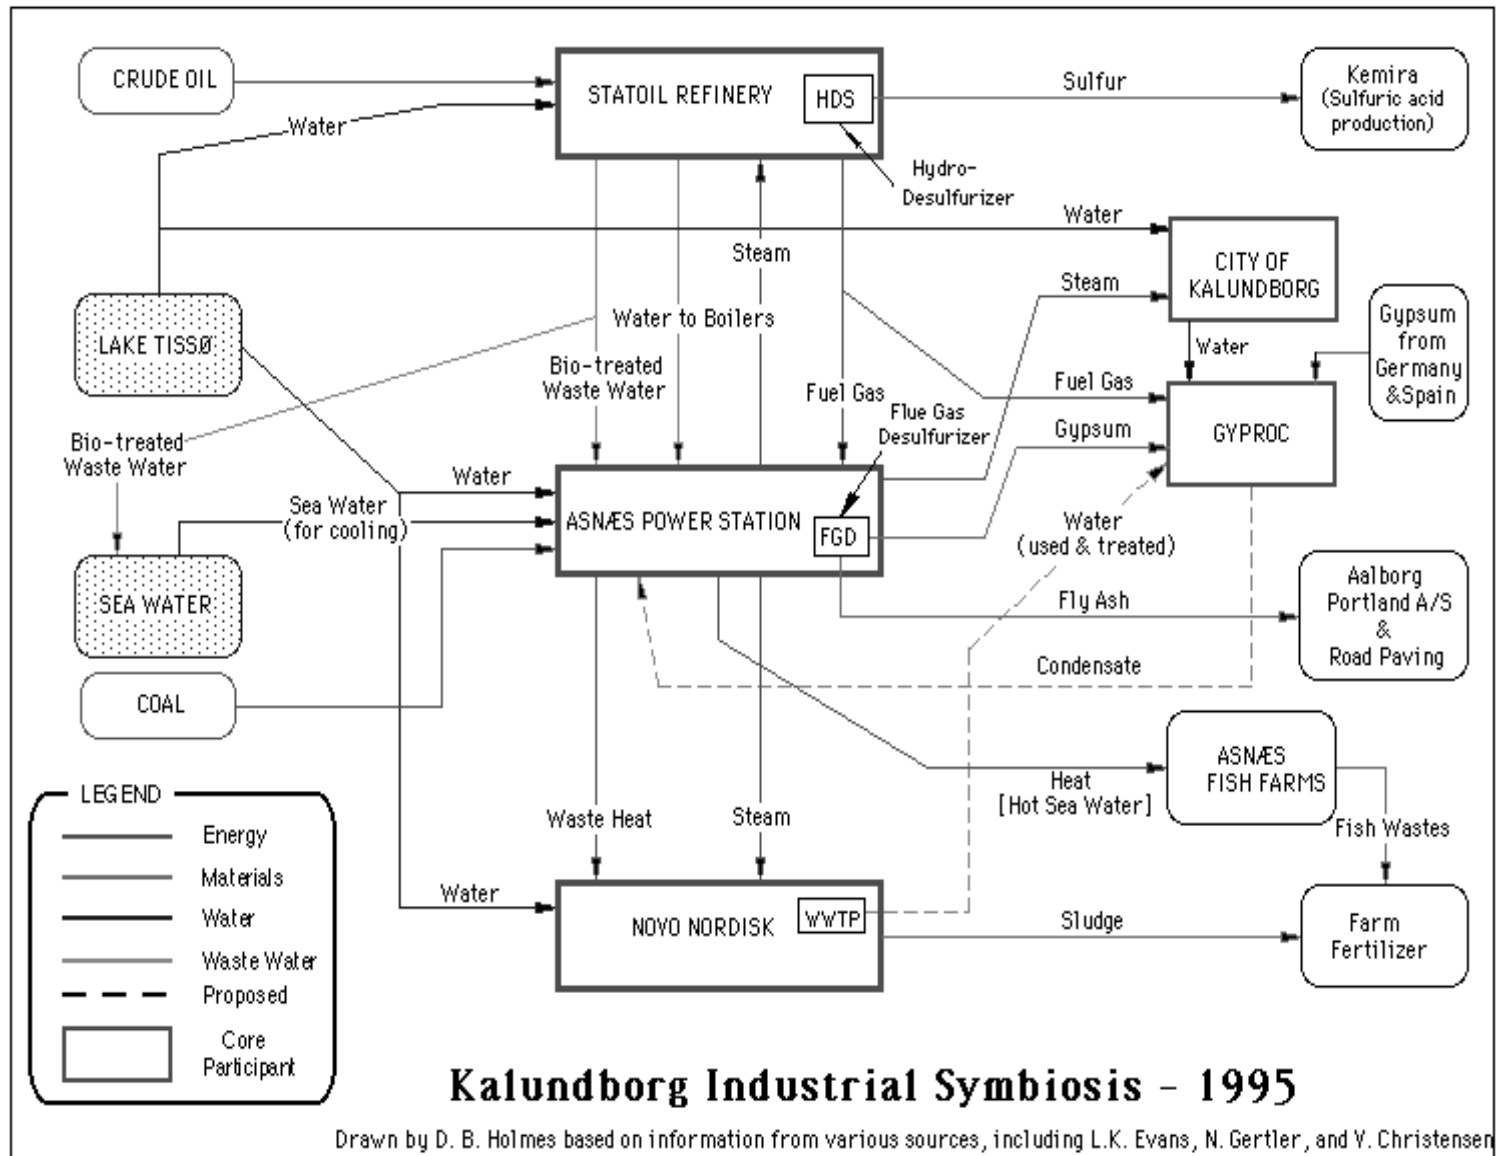 CRUDE OIL
STATOIL REFINERY
HDS
Sulfur
Kemira
(Sulfuric acid
production)
Water
Hydro-
Desulfurizer
Water
Steam
CITY OF
KALUNDBORG
Steam
LAKE TISSØ
Water to Boilers
Gypsum
from
Germany
&Spain
Water
Bio-treated
Waste Water
Fuel Gas
Fuel Gas
Flue Gas
Desulfurizer
Gypsum
GYPROC
Bio-treated
Waste Water
Water
Sea Water
(for cooling)
ASNÆS POWER STATION
FGD
Water
(used & treated)
SEA WATER
Fly Ash
Aalborg
Portland A/S
&
Road Paving
Condensate
COAL
ASNÆS
FISH FARMS
Heat
[Hot Sea Water]
LEGEND
Energy
Materials
Water
Waste Water
Proposed
Core
Participant
Waste Heat
Steam
Fish Wastes
Water
NOVO NORDISK
WWTP
Sludge
Farm
Fertilizer
Kalundborg Industrial Symbiosis - 1995
Drawn by D. B. Holmes based on information from various sources, including L.K. Evans, N. Gertler, and V. Christensen